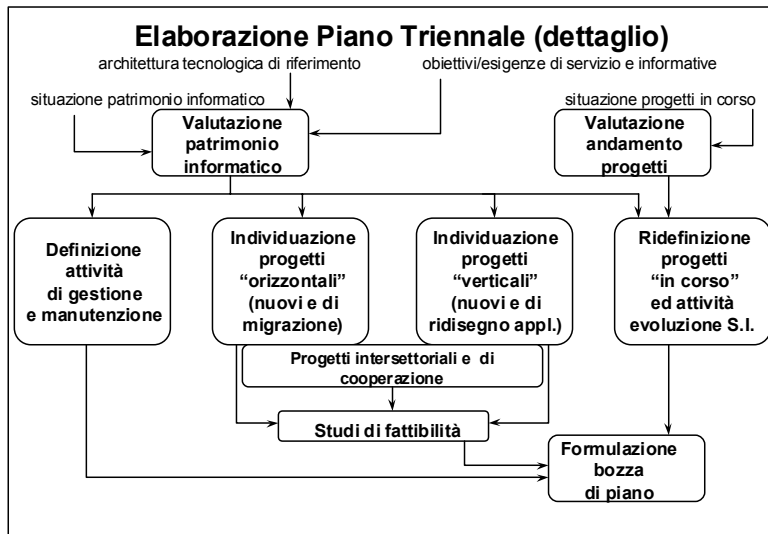 Elaborazione Piano Triennale (dettaglio)
architettura tecnologica di riferimento
obiettivi/esigenze di servizio e informative
situazione patrimonio informatico
situazione progetti in corso
Valutazione
patrimonio
informatico
Valutazione
andamento
progetti
Definizione
attività
di gestione
e manutenzione
Individuazione
progetti
“orizzontali”
(nuovi e di
migrazione)
Individuazione
progetti
“verticali”
(nuovi e di
ridisegno appl.)
Ridefinizione
progetti
“in corso”
ed attività
evoluzione S.I.
Progetti intersettoriali e di
cooperazione
Studi di fattibilità
Formulazione
bozza
di piano